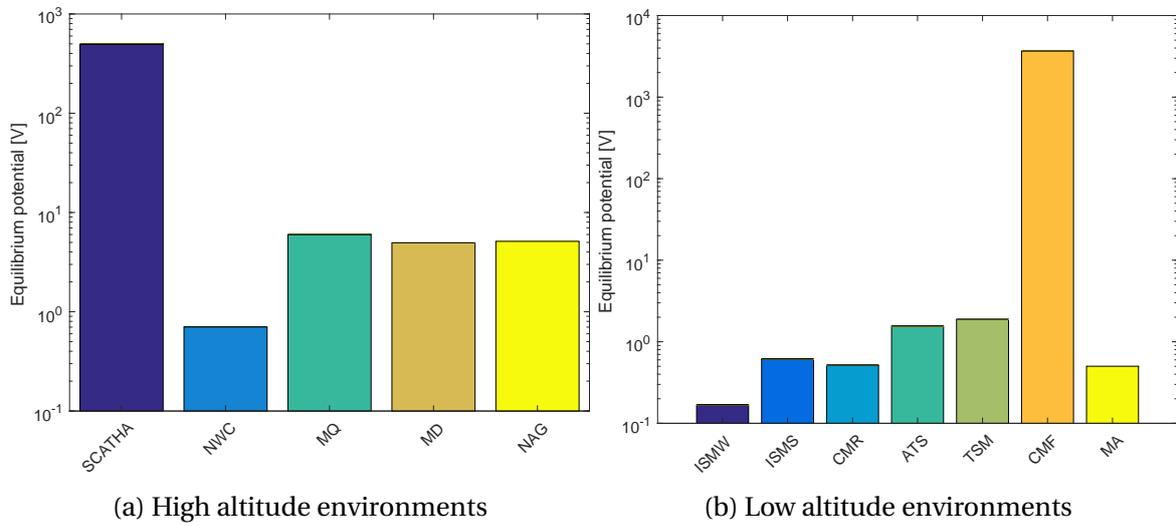 10^3
10^2
10^1
10^0
10^-1
Equilibrium potential [V]
SCATHA
NWC
MQ
MD
NAG
(a) High altitude environments
10^4
10^3
10^2
10^1
10^0
10^-1
Equilibrium potential [V]
ISMW
ISMS
CMR
ATS
TSM
CMF
MA
(b) Low altitude environments